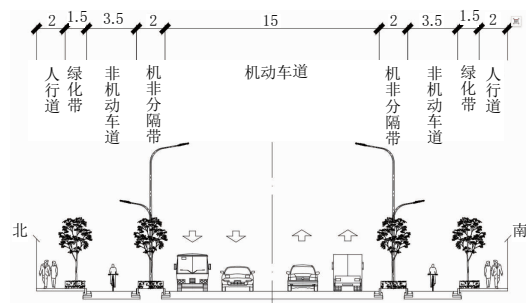 2 1.5 3.5 2 15 2 3.5 1.5 2
人行道 绿化带 非机动车道 机非分隔带 机动车道 机非分隔带 非机动车道 绿化带 人行道
北 南